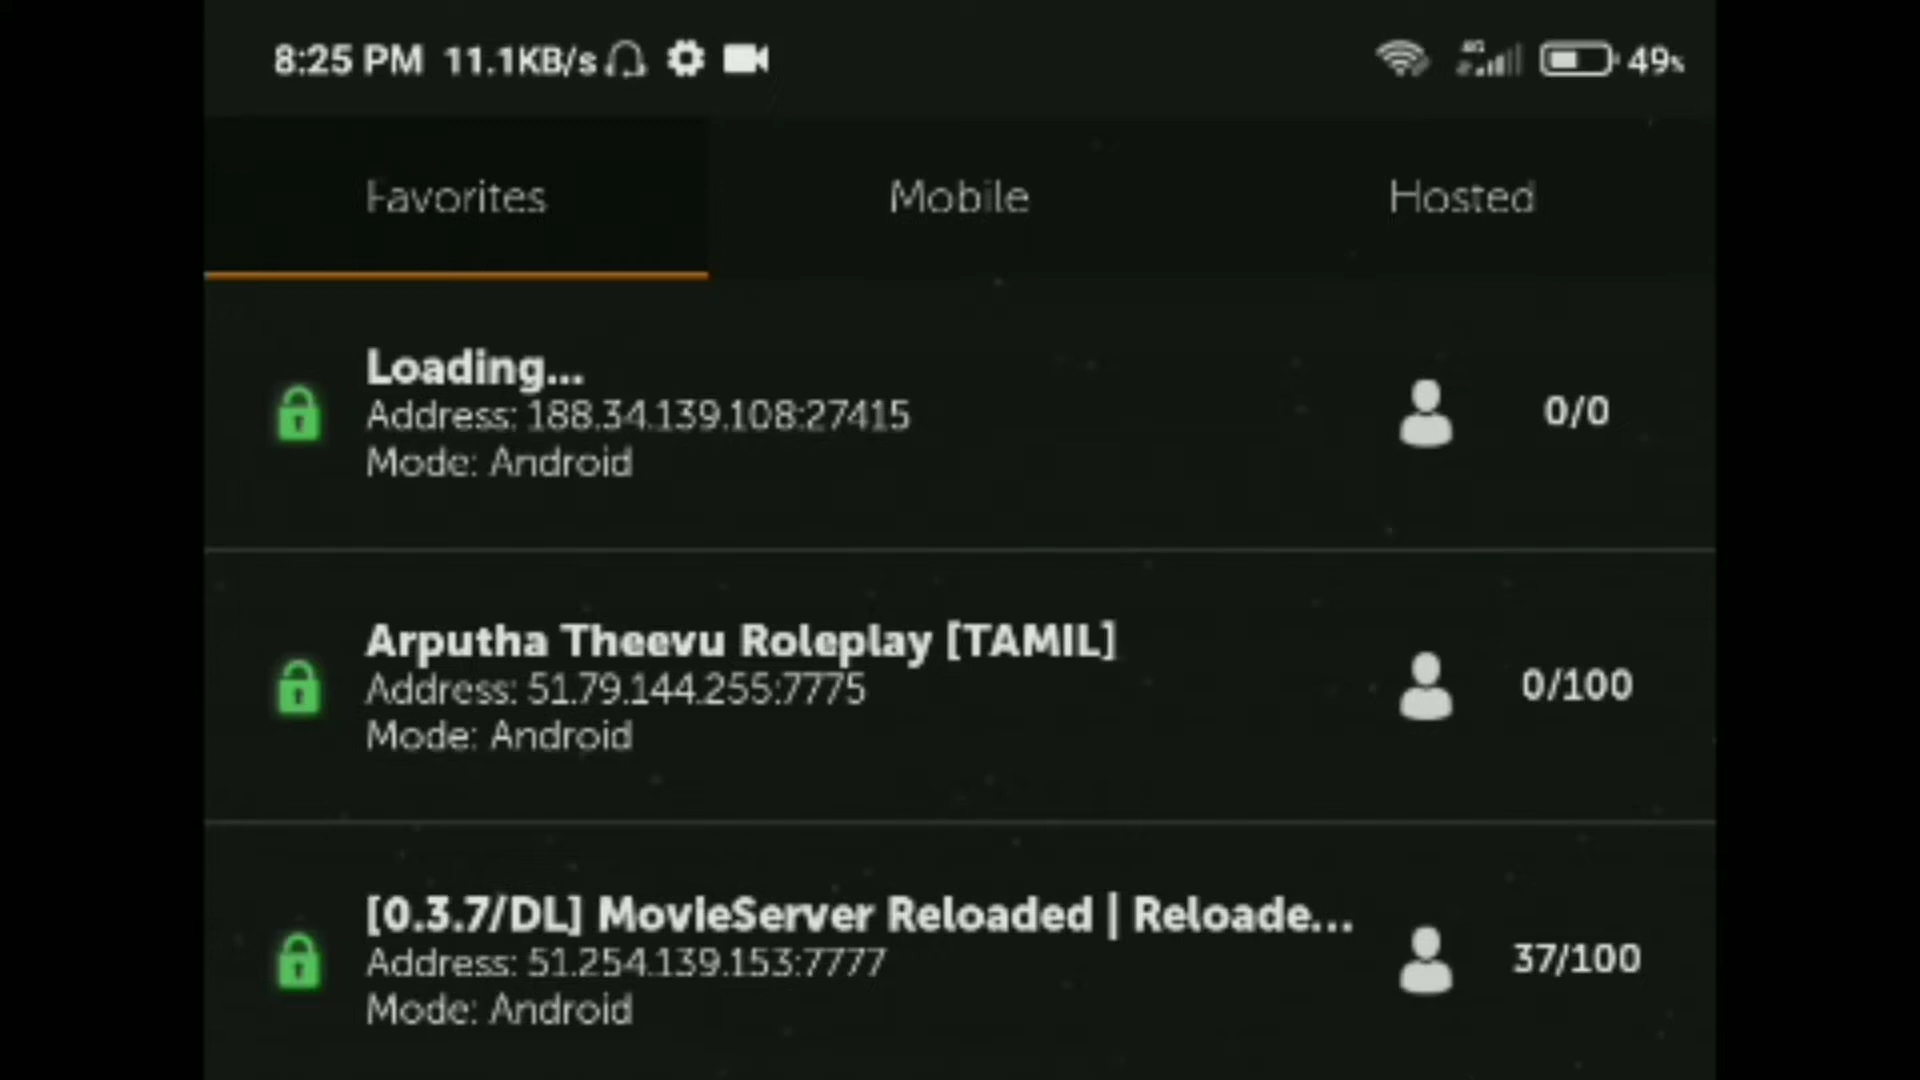 8:25 PM 11.1KB/s 4G 49%
Favorites Mobile Hosted
Loading...
Address: 188.34.139.108:27415
0/0
Mode: Android
Arputha Theevu Roleplay [TAMIL]
Address: 51.79.144.255:7775
0/100
Mode: Android
[0.3.7/DL] MovieServer Reloaded | Reloade...
Address: 51.254.139.153:7777
37/100
Mode: Android